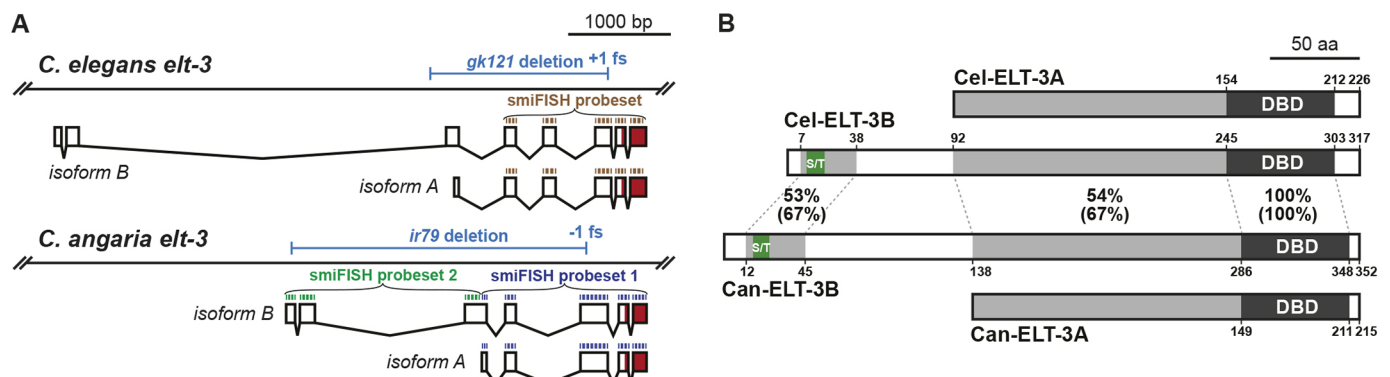 A
1000 bp
C. elegans elt-3
gk121 deletion +1 fs
smiFISH probeset
isoform B
isoform A
C. angaria elt-3
ir79 deletion -1 fs
smiFISH probeset 2 smiFISH probeset 1
isoform B
isoform A
B
50 aa
Cel-ELT-3A 154 212 226
DBD
Cel-ELT-3B
7 38 92 245 303 317
S/T DBD
53% 54% 100%
(67%) (67%) (100%)
S/T DBD
12 45 138 286 348 352
Can-ELT-3B
DBD
Can-ELT-3A 149 211 215